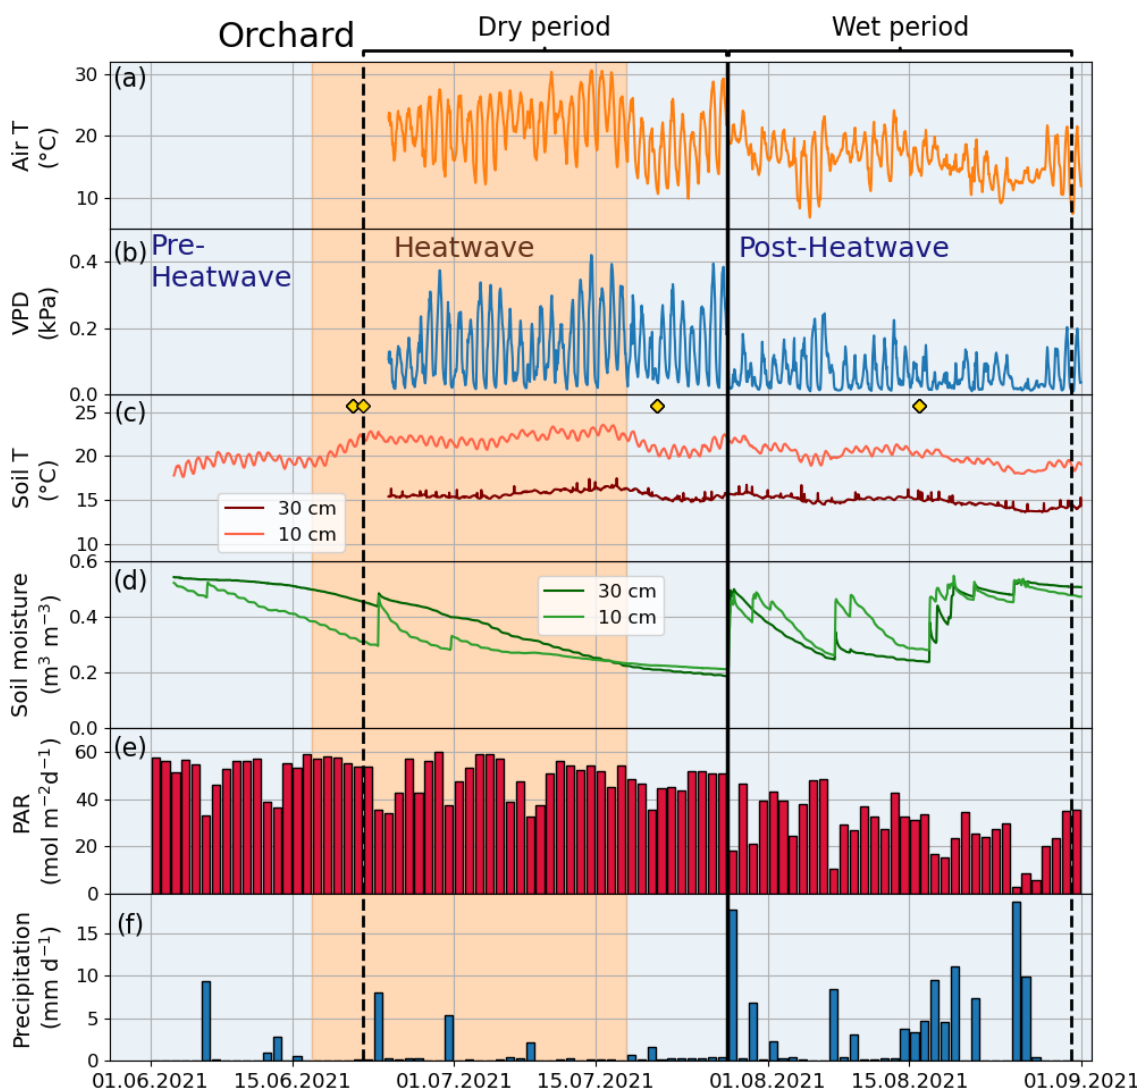 Orchard
Dry period
Wet period
(a)
30
20
10
Air T
(°C)
(b)
Pre-
Heatwave
Heatwave
Post-Heatwave
0.4
0.2
0.0
VPD
(kPa)
(c)
25
20
15
10
Soil T
(°C)
30 cm
10 cm
(d)
0.6
0.4
0.2
0.0
Soil moisture
(m³ m⁻³)
30 cm
10 cm
(e)
60
40
20
0
PAR
(mol m⁻²d⁻¹)
(f)
15
10
5
0
Precipitation
(mm d⁻¹)
01.06.2021 15.06.2021 01.07.2021 15.07.2021 01.08.2021 15.08.2021 01.09.2021